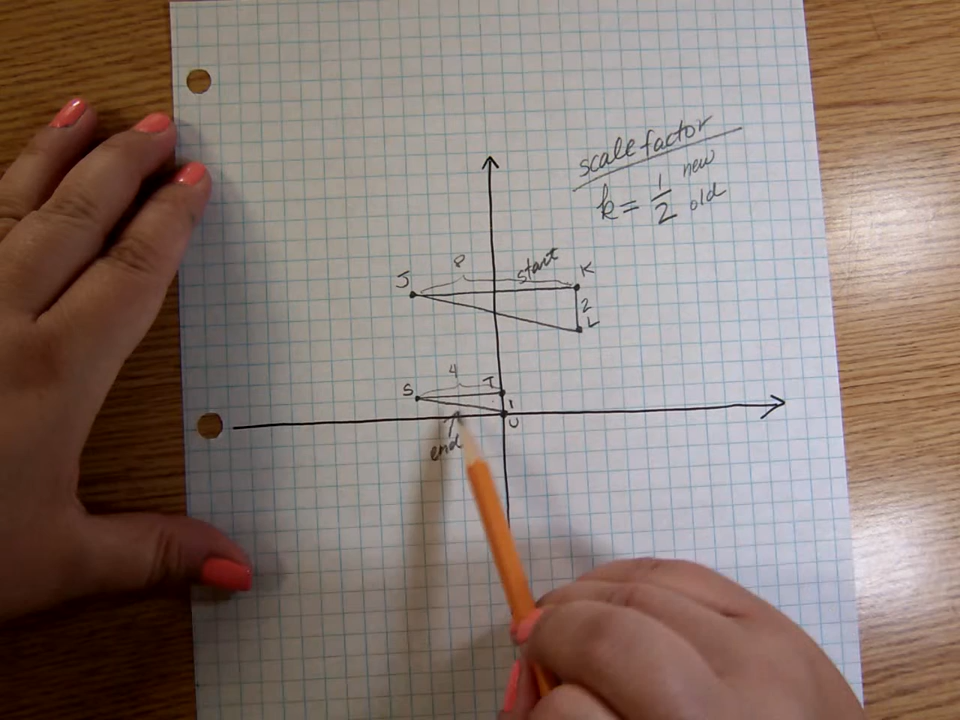 scale factor
k = 1/2 new old
8 start
J K
2
L
4
S T
1
U
end